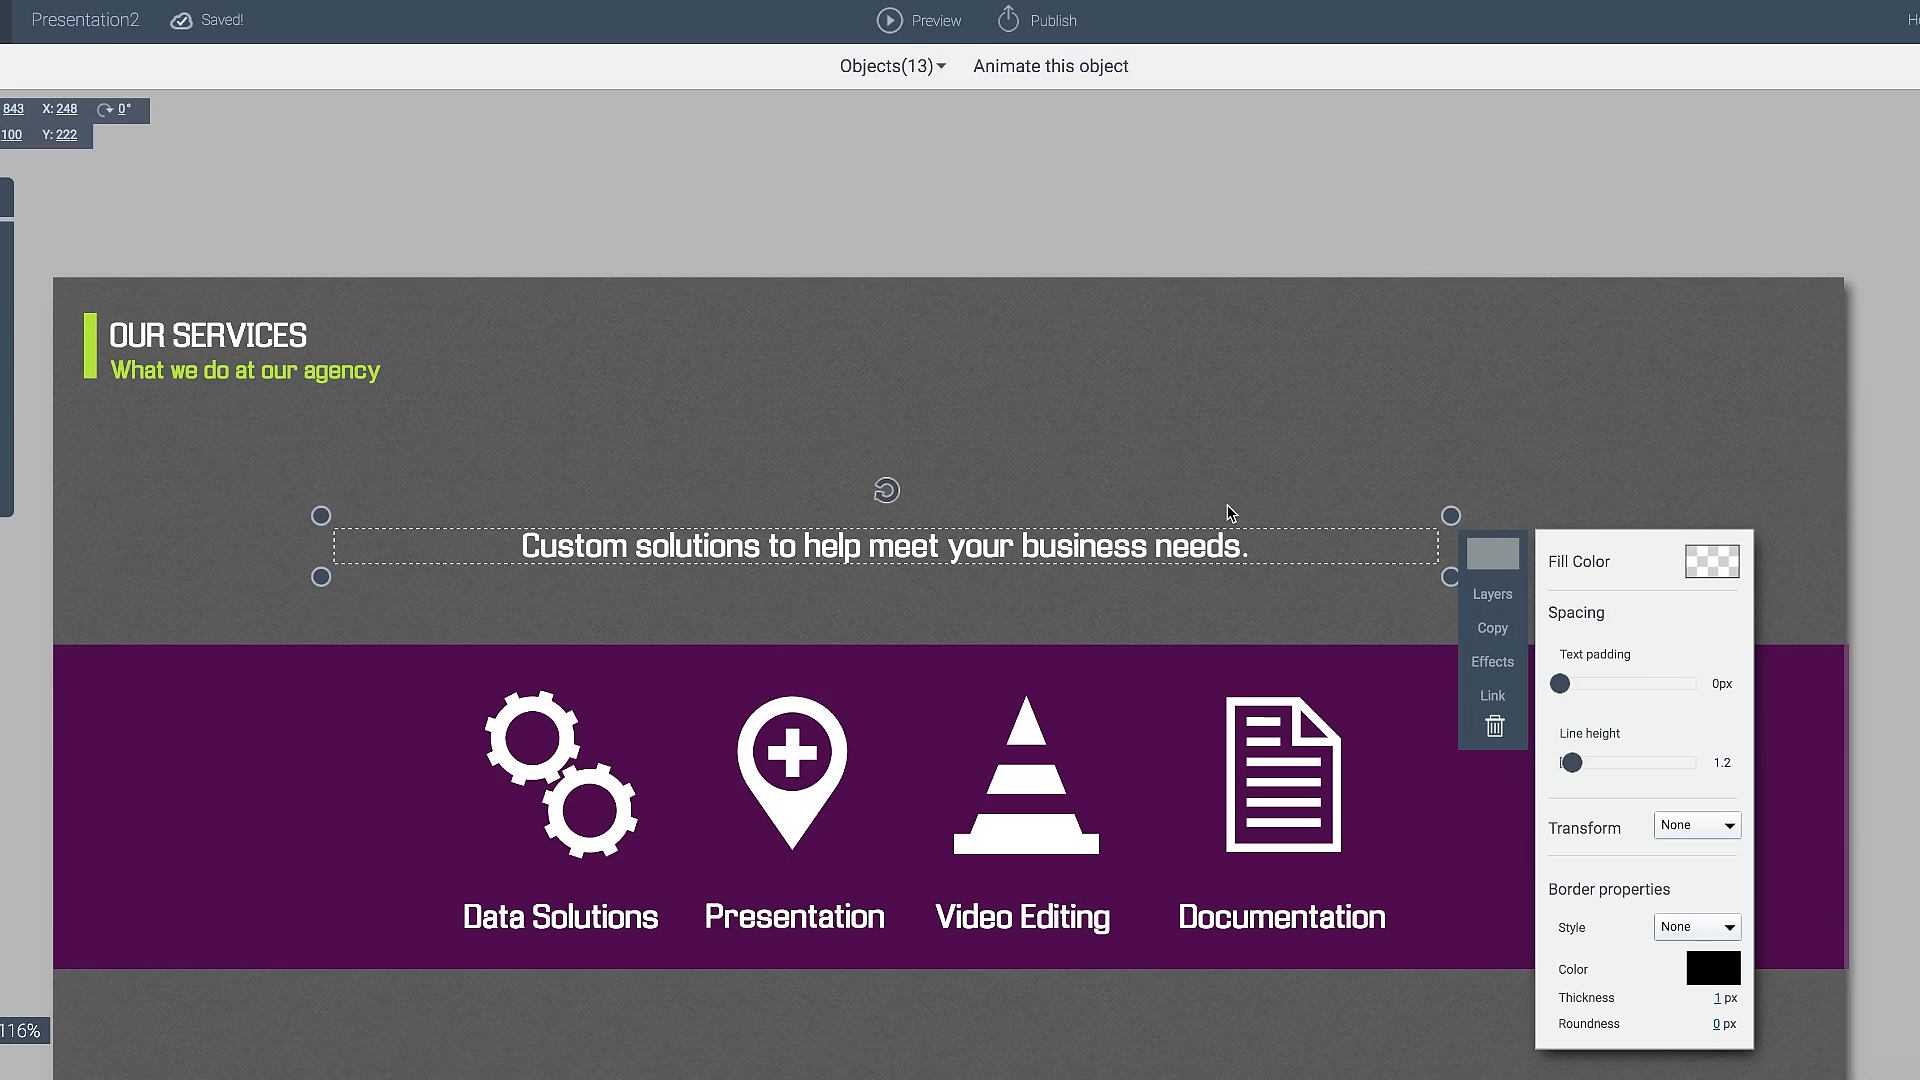 Presentation2
Saved!
Preview
Publish
Objects(13)
Animate this object
843 X: 248 0°
100 Y: 222
OUR SERVICES
What we do at our agency
Custom solutions to help meet your business needs.
Layers
Copy
Effects
Link
Fill Color
Spacing
Text padding
0px
Line height
1.2
Transform
None
Border properties
Style
None
Color
Thickness
1 px
Roundness
0 px
Data Solutions
Presentation
Video Editing
Documentation
116%